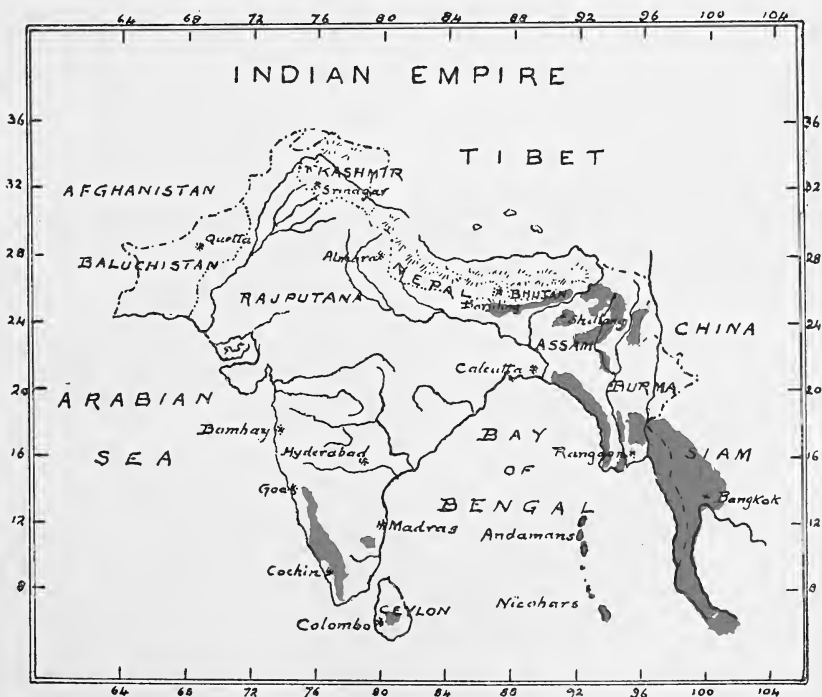 64 68 72 76 80 84 88 92 96 100 104
INDIAN EMPIRE
36 36
TIBET
KASHMIR
32 32
AFGHANISTAN Srinagar
Quetta
28 Almara 28
BALUCHISTAN NEPAL
BHUTAN
RAJPUTANA
24 Shillong CHINA 24
ASSAM
Calcutta
20 BURMA 20
ARABIAN
Bombay BAY
16 SEA Hyderabad Rangoon SIAM 16
OF
Goa Bangkok
BENGAL
12 Madras 12
Andamans
Cochin
8 8
CEYLON Nicobars
Colombo
64 68 72 76 80 84 88 92 96 100 104